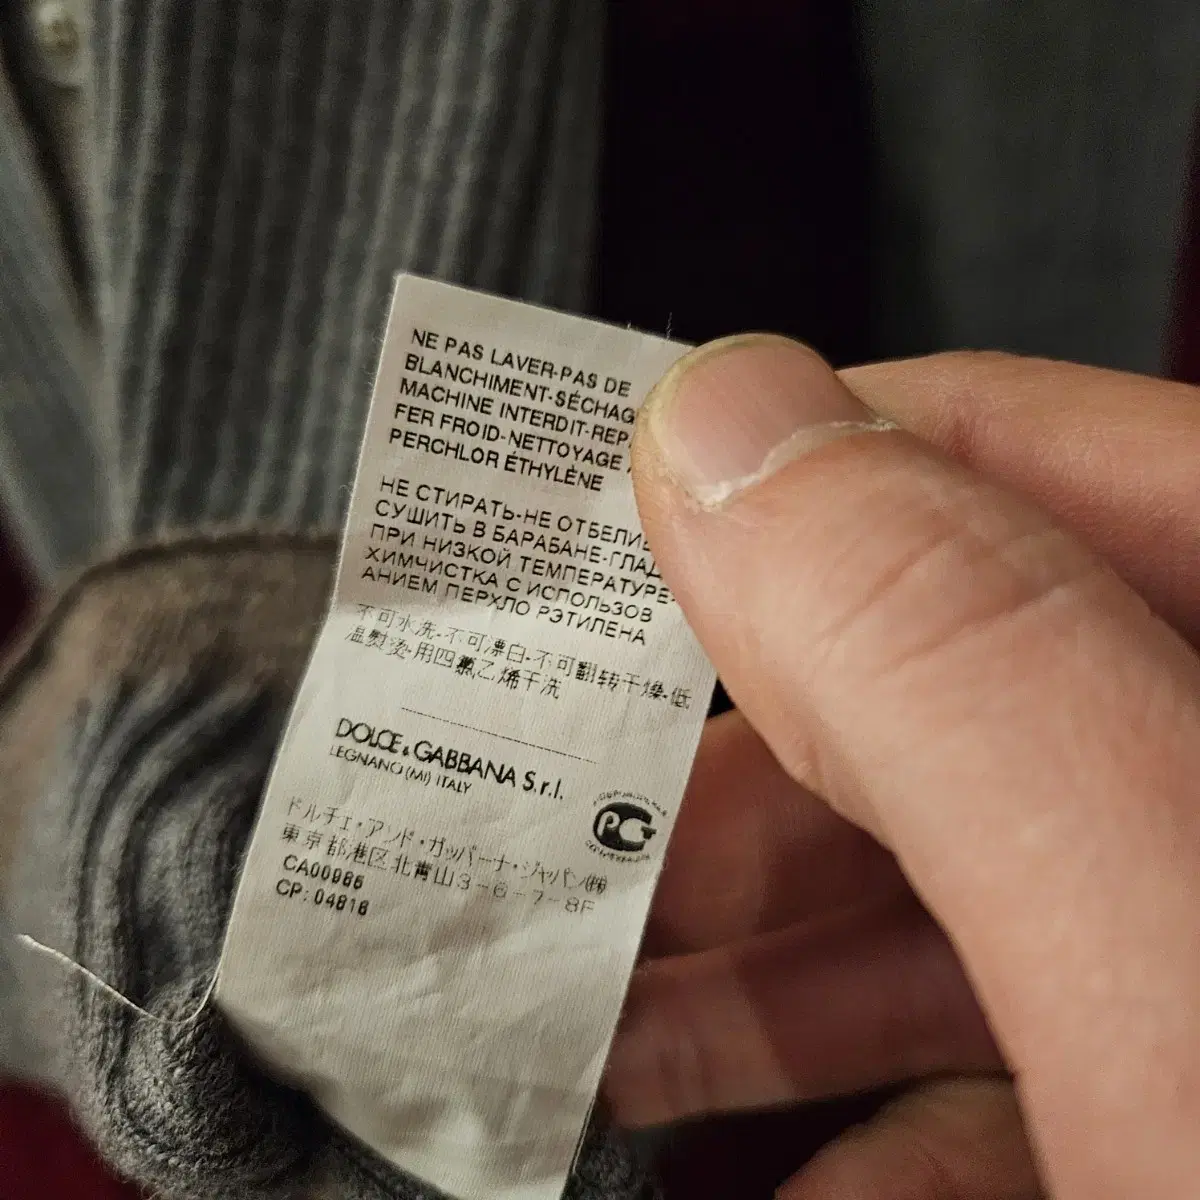 NE PAS LAVER-PAS DE
BLANCHIMENT-SÉCHAG
MACHINE INTERDIT-REP
FER FROID-NETTOYAGE
PERCHLOR ÉTHYLÈNE
НЕ СТИРАТЬ-НЕ ОТБЕЛИ
СУШИТЬ В БАРАБАНЕ-ГЛАД
ПРИ НИЗКОЙ ТЕМПЕРАТУРЕ-
ХИМЧИСТКА С ИСПОЛЬЗОВ
АНИЕМ ПЕРХЛО РЭТИЛЕНА
不可水洗-不可漂白-不可翻转干燥-低
温熨烫-用四氯乙烯干洗
DOLCE & GABBANA S.r.l.
LEGNANO (MI) ITALY
ドルチェ・アンド・ガッバーナ・ジャパン㈱
東京都港区北青山3-6-7-8F
CA00985
CP: 04816